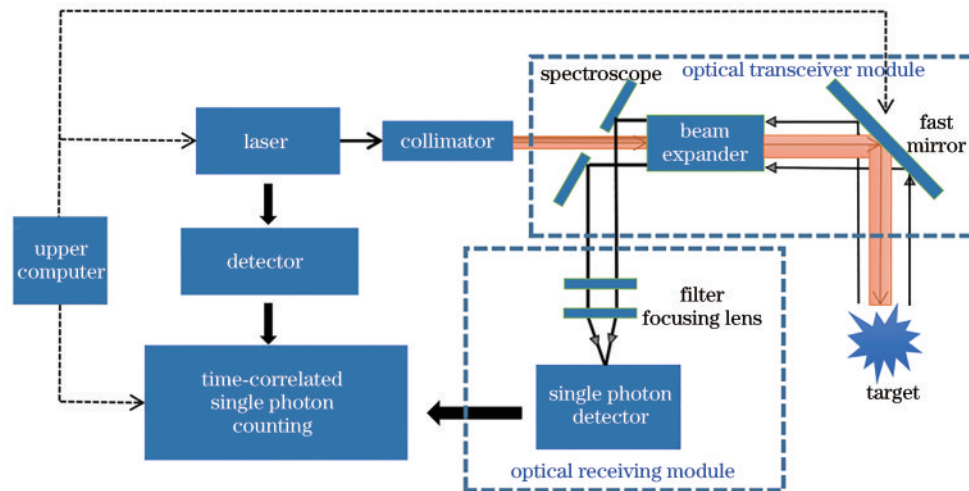 spectroscope
optical transceiver module
laser
collimator
beam
expander
fast
mirror
upper
computer
detector
filter
focusing lens
time-correlated
single photon
counting
single photon
detector
target
optical receiving module